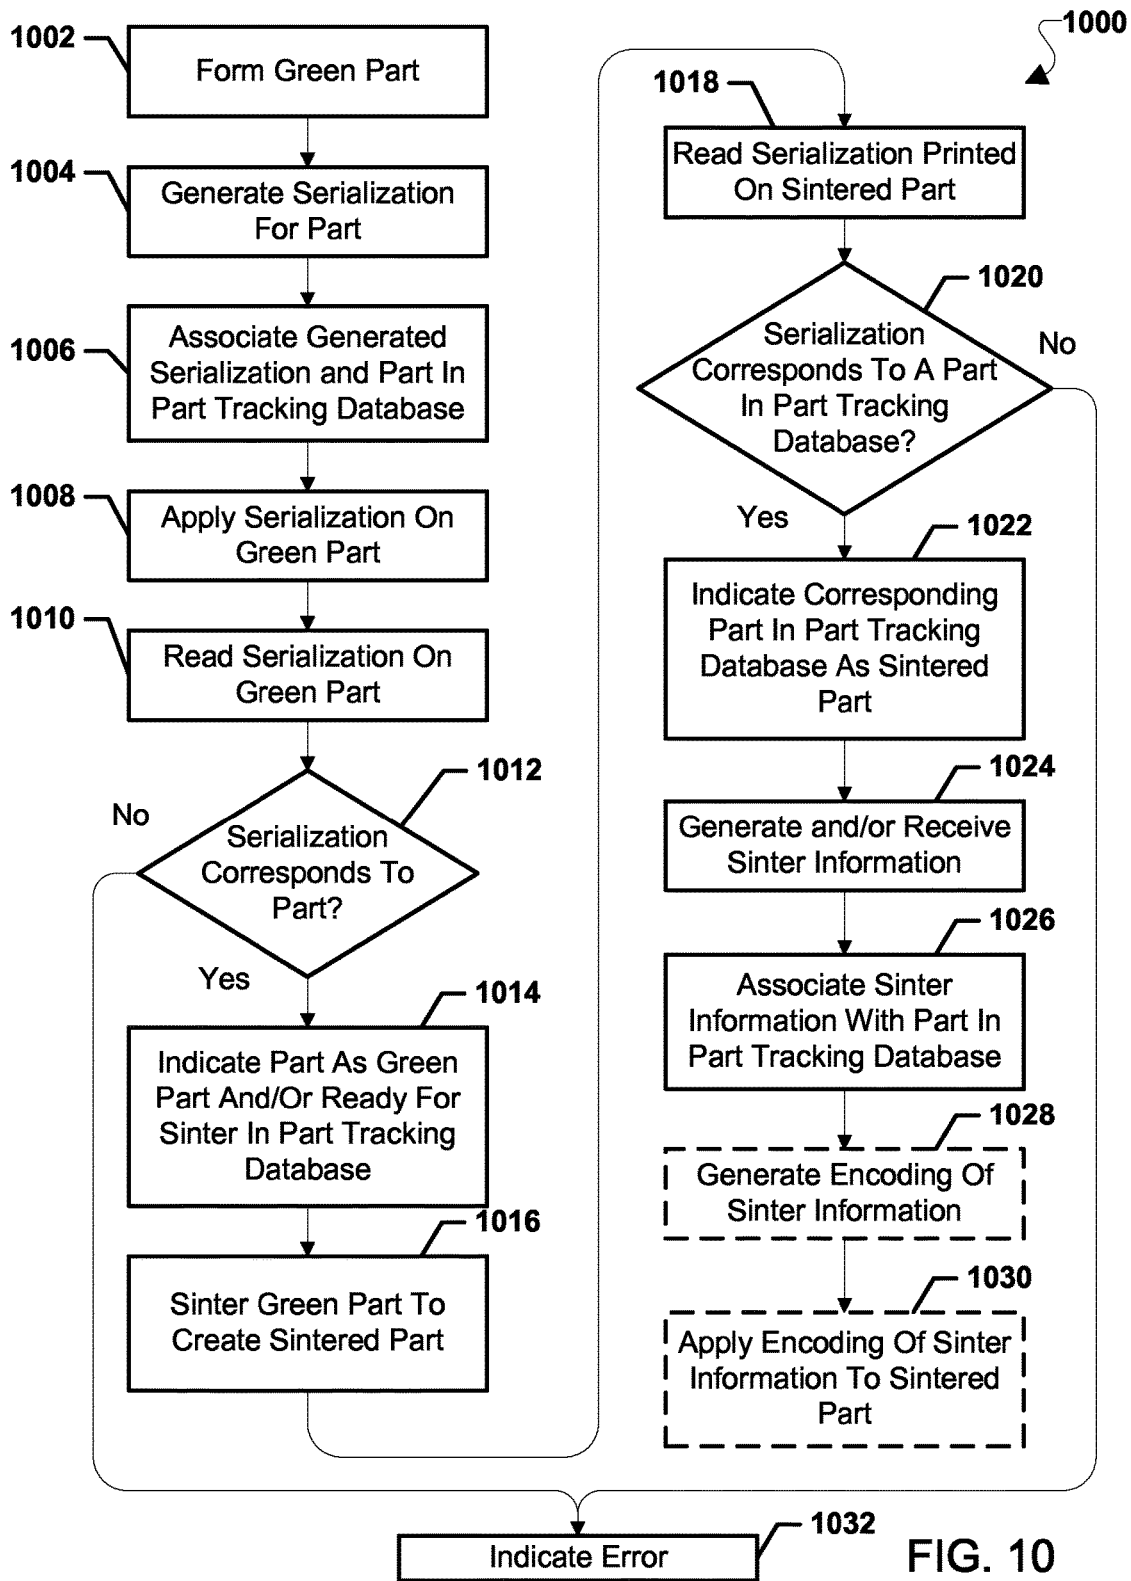 1000
1002
Form Green Part
1004
Generate Serialization
For Part
1006
Associate Generated
Serialization and Part In
Part Tracking Database
1008
Apply Serialization On
Green Part
1010
Read Serialization On
Green Part
1012
No
Serialization
Corresponds To
Part?
Yes
1014
Indicate Part As Green
Part And/Or Ready For
Sinter In Part Tracking
Database
1016
Sinter Green Part To
Create Sintered Part
1018
Read Serialization Printed
On Sintered Part
1020
Serialization
Corresponds To A Part
In Part Tracking
Database?
No
Yes
1022
Indicate Corresponding
Part In Part Tracking
Database As Sintered
Part
1024
Generate and/or Receive
Sinter Information
1026
Associate Sinter
Information With Part In
Part Tracking Database
1028
Generate Encoding Of
Sinter Information
1030
Apply Encoding Of Sinter
Information To Sintered
Part
1032
Indicate Error
FIG. 10